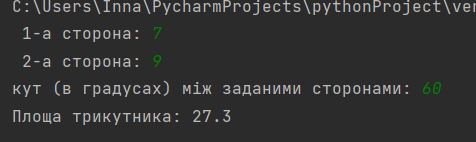 C:\Users\Inna\PycharmProjects\pythonProject\ver
1-а сторона: 7
2-а сторона: 9
кут (в градусах) між заданими сторонами: 60
Площа трикутника: 27.3